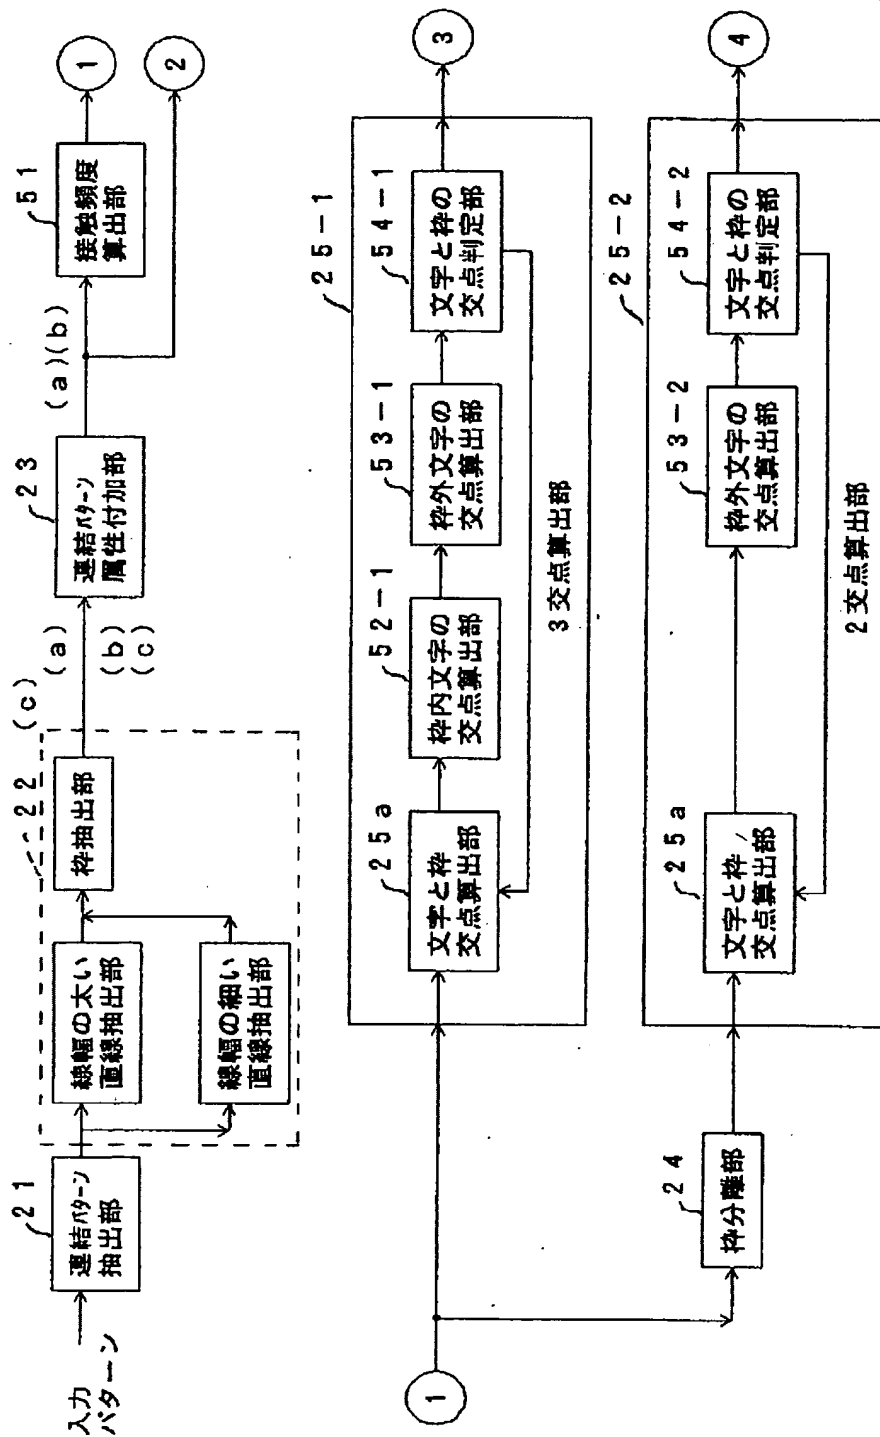 入力
パターン
21
連結パターン
抽出部
22
線幅の太い
直線抽出部
線幅の細い
直線抽出部
枠抽出部
(c)
(a)
(b)
(c)
23
連結パターン
属性付加部
(a)(b)
51
接触頻度
算出部
1
2
1
25-1
25a
文字と枠
交点算出部
52-1
枠内文字の
交点算出部
53-1
枠外文字の
交点算出部
54-1
文字と枠の
交点判定部
3交点算出部
3
24
枠分離部
25-2
25a
文字と枠
交点算出部
53-2
枠外文字の
交点算出部
54-2
文字と枠の
交点判定部
2交点算出部
4